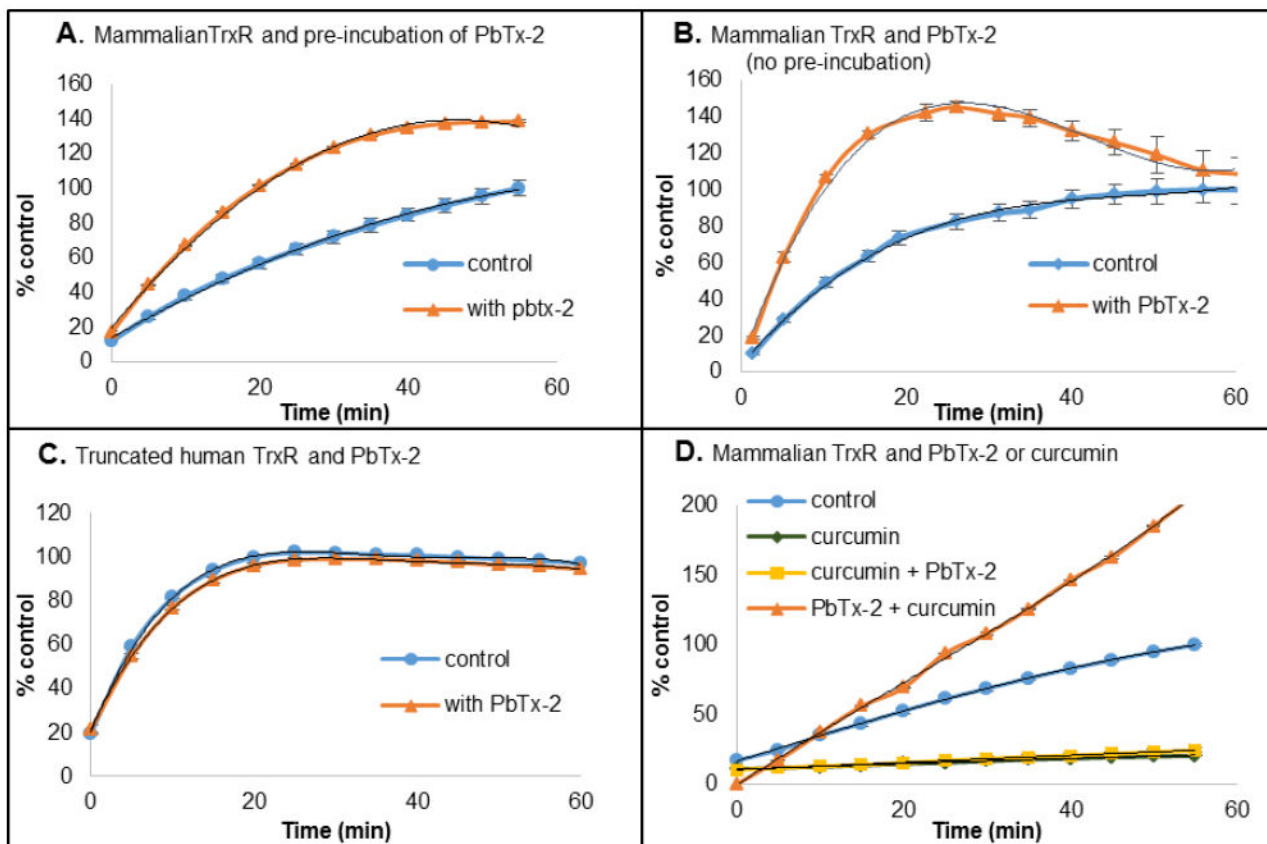 A. MammalianTrxR and pre-incubation of PbTx-2
160
140
120
100
80
60
40
20
0
% control
control
with pbtx-2
0 20 40 60
Time (min)
B. Mammalian TrxR and PbTx-2
(no pre-incubation)
160
140
120
100
80
60
40
20
0
% control
control
with PbTx-2
0 20 40 60
Time (min)
C. Truncated human TrxR and PbTx-2
120
100
80
60
40
20
0
% control
control
with PbTx-2
0 20 40 60
Time (min)
D. Mammalian TrxR and PbTx-2 or curcumin
200
150
100
50
0
% control
control
curcumin
curcumin + PbTx-2
PbTx-2 + curcumin
0 20 40 60
Time (min)